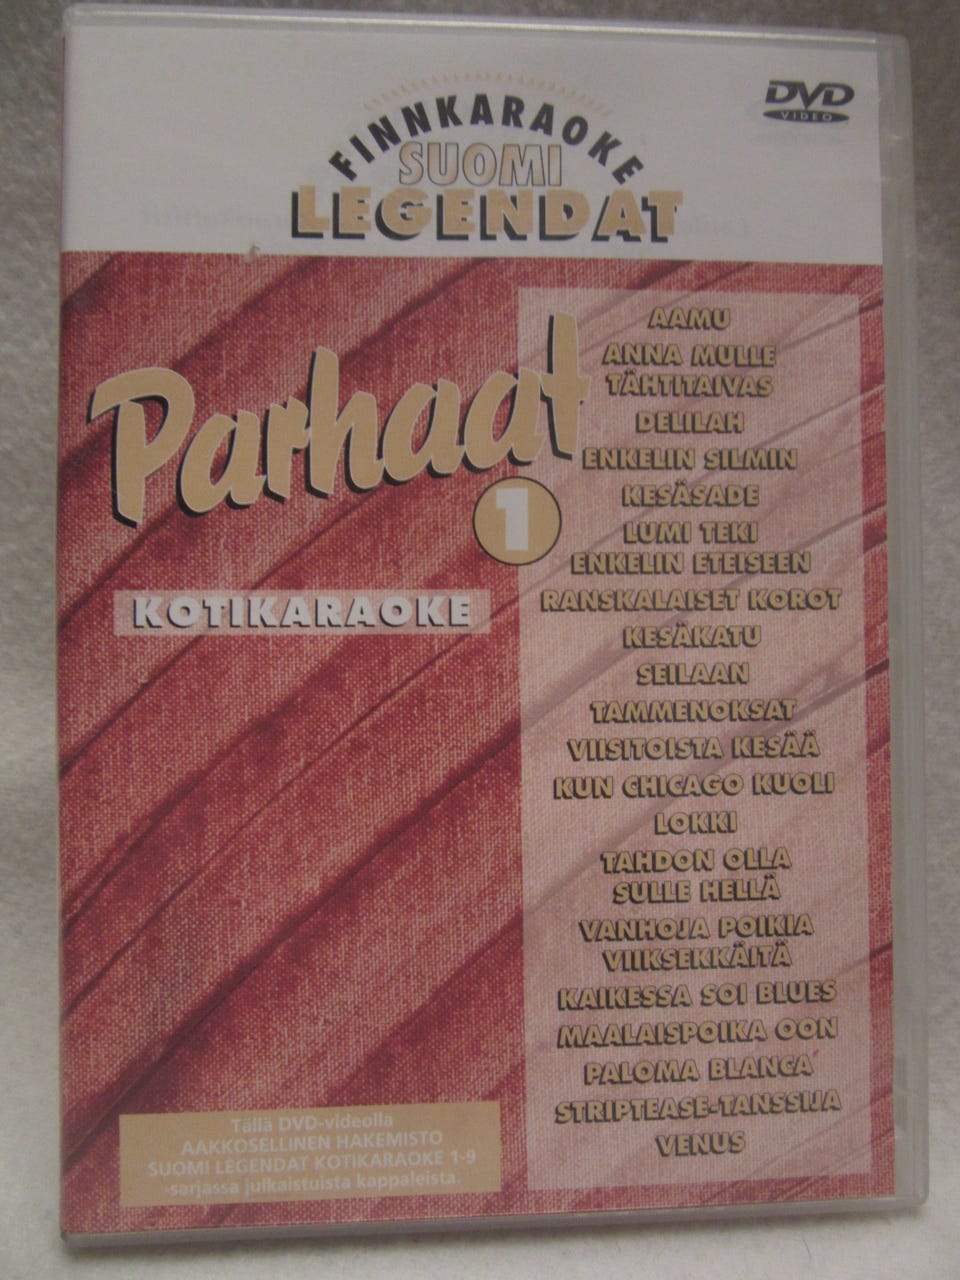 FINNKARAOKE
SUOMI
LEGENDAT
DVD
VIDEO
Parhaat
1
KOTIKARAOKE
AAMU
ANNA MULLE
TÄHTITAIVAS
DELILAH
ENKELIN SILMIN
KESÄSADE
LUMI TEKI
ENKELIN ETEISEEN
RANSKALAISET KOROT
KESÄKATU
SEILAAN
TAMMENOKSAT
VIISITOISTA KESÄÄ
KUN CHICAGO KUOLI
LOKKI
TAHDON OLLA
SULLE HELLÄ
VANHOJA POIKIA
VIIKSEKKÄITÄ
KAIKESSA SOI BLUES
MAALAISPOIKA OON
PALOMA BLANCA
STRIPTEASE-TANSSIJA
VENUS
Tällä DVD-videolla
AAKKOSELLINEN HAKEMISTO
SUOMI LEGENDAT KOTIKARAOKE 1-9
-sarjassa julkaistuista kappaleista.